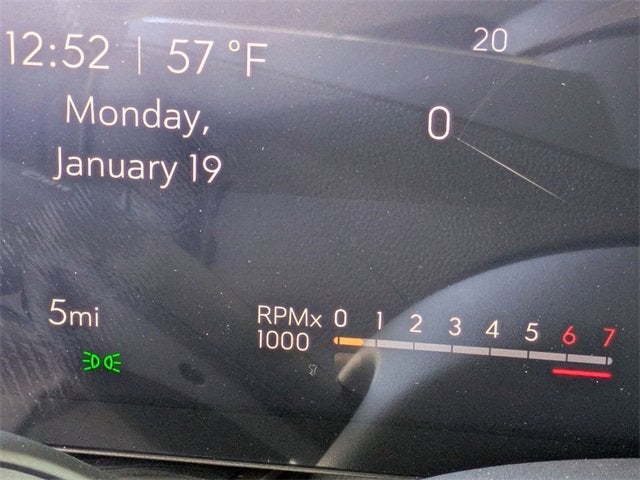 12:52 | 57 °F
20
Monday,
January 19
0
5mi
RPMx
1000
0 1 2 3 4 5 6 7